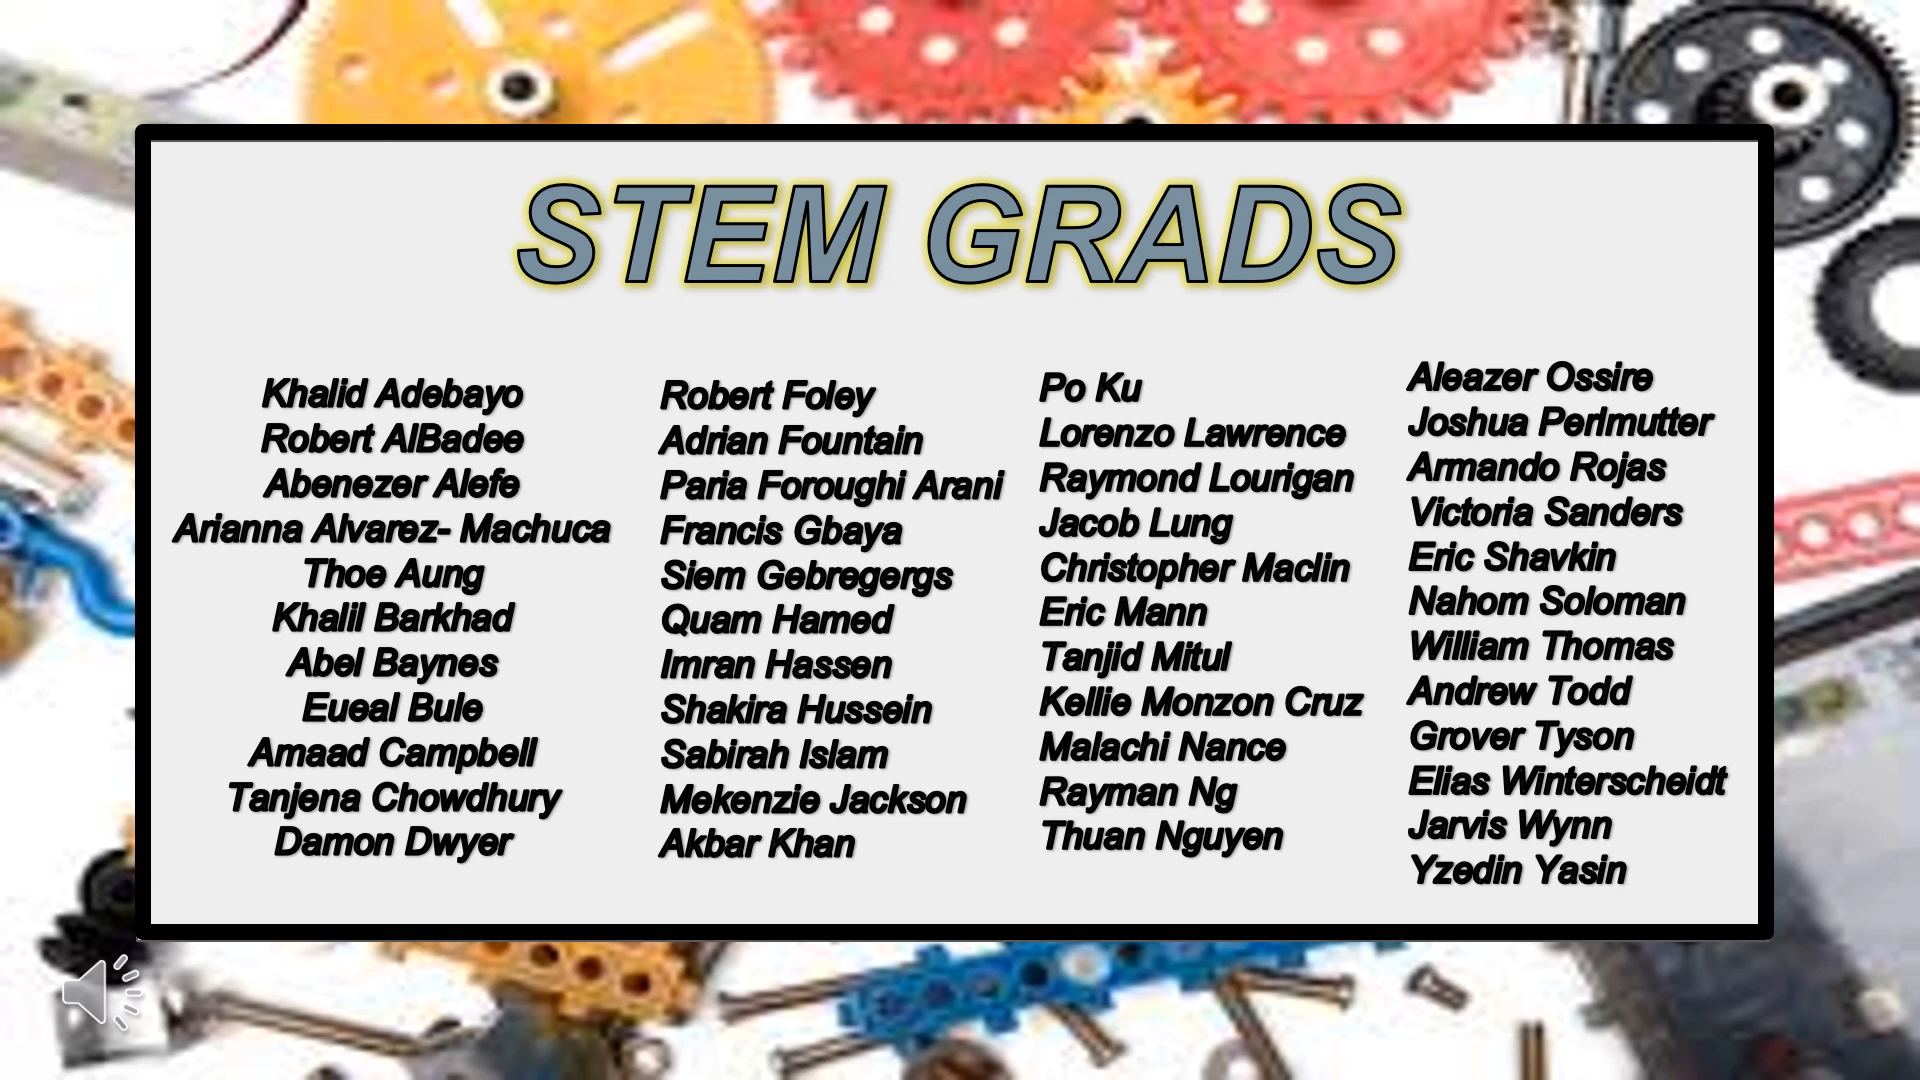 STEM GRADS
Khalid Adebayo
Robert AlBadee
Abenezer Alefe
Arianna Alvarez- Machuca
Thoe Aung
Khalil Barkhad
Abel Baynes
Eueal Bule
Amaad Campbell
Tanjena Chowdhury
Damon Dwyer
Robert Foley
Adrian Fountain
Paria Foroughi Arani
Francis Gbaya
Siem Gebregergs
Quam Hamed
Imran Hassen
Shakira Hussein
Sabirah Islam
Mekenzie Jackson
Akbar Khan
Po Ku
Lorenzo Lawrence
Raymond Lourigan
Jacob Lung
Christopher Maclin
Eric Mann
Tanjid Mitul
Kellie Monzon Cruz
Malachi Nance
Rayman Ng
Thuan Nguyen
Aleazer Ossire
Joshua Perlmutter
Armando Rojas
Victoria Sanders
Eric Shavkin
Nahom Soloman
William Thomas
Andrew Todd
Grover Tyson
Elias Winterscheidt
Jarvis Wynn
Yzedin Yasin